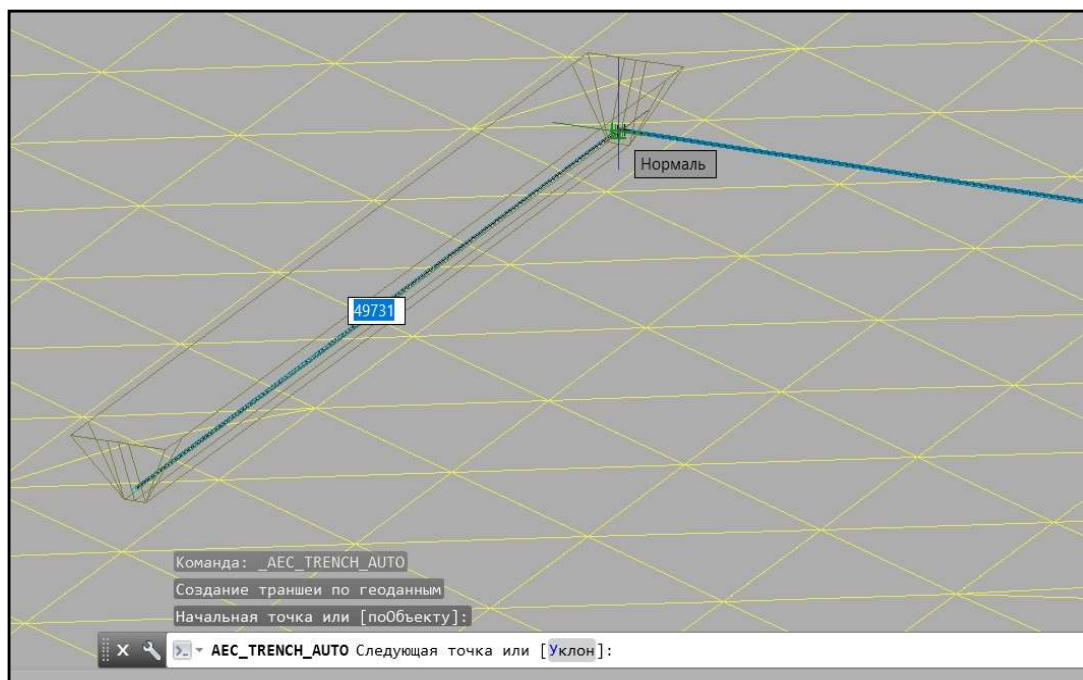 Нормаль
49731
Команда: _AEC_TRENCH_AUTO
Создание траншеи по геоданным
Начальная точка или [поОбъекту]:
AEC_TRENCH_AUTO Следующая точка или [Уклон]: